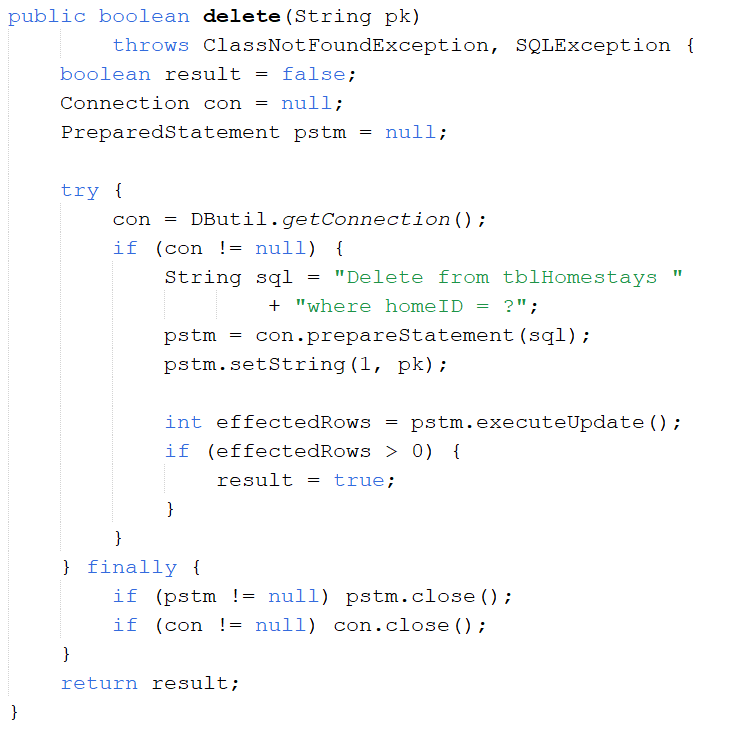 public boolean delete(String pk)
        throws ClassNotFoundException, SQLException {
    boolean result = false;
    Connection con = null;
    PreparedStatement pstm = null;

    try {
        con = DButil.getConnection();
        if (con != null) {
            String sql = "Delete from tblHomestays "
                    + "where homeID = ?";
            pstm = con.prepareStatement(sql);
            pstm.setString(1, pk);

            int effectedRows = pstm.executeUpdate();
            if (effectedRows > 0) {
                result = true;
            }
        }
    } finally {
        if (pstm != null) pstm.close();
        if (con != null) con.close();
    }
    return result;
}